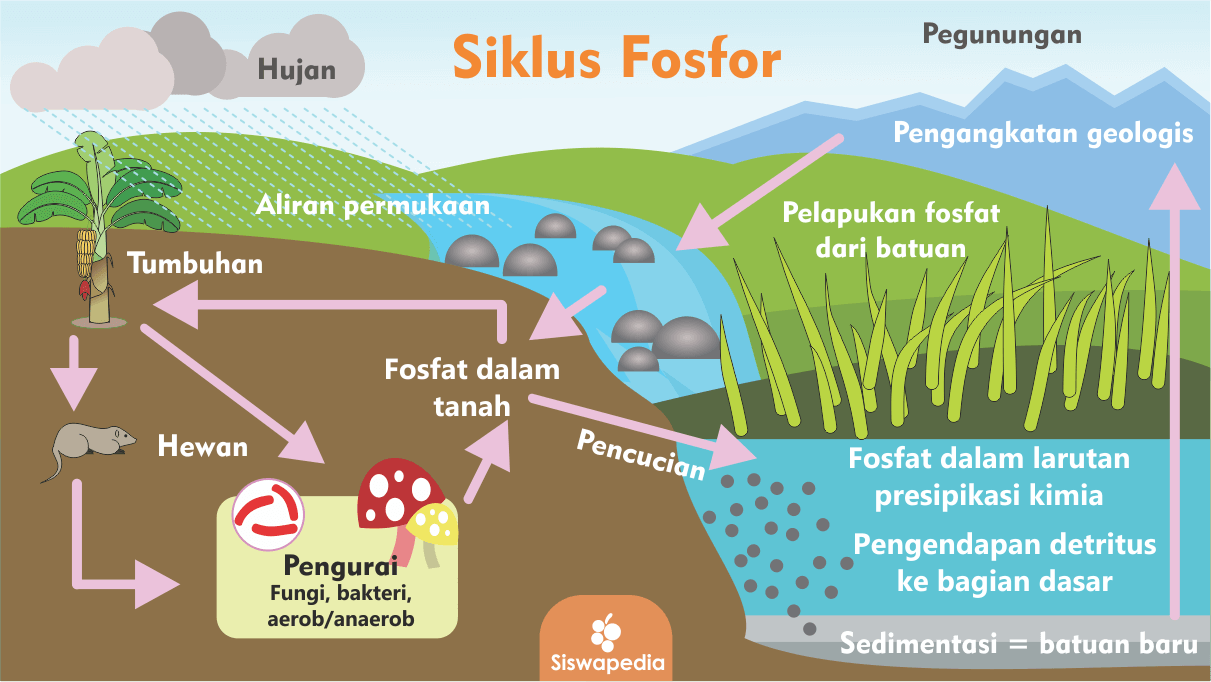 Siklus Fosfor
Pegunungan
Hujan
Pengangkatan geologis
Aliran permukaan
Pelapukan fosfat
dari batuan
Tumbuhan
Fosfat dalam
tanah
Hewan
Pencucian
Fosfat dalam larutan
presipikasi kimia
Pengendapan detritus
ke bagian dasar
Pengurai
Fungi, bakteri,
aerob/anaerob
Sedimentasi = batuan baru
Siswapedia